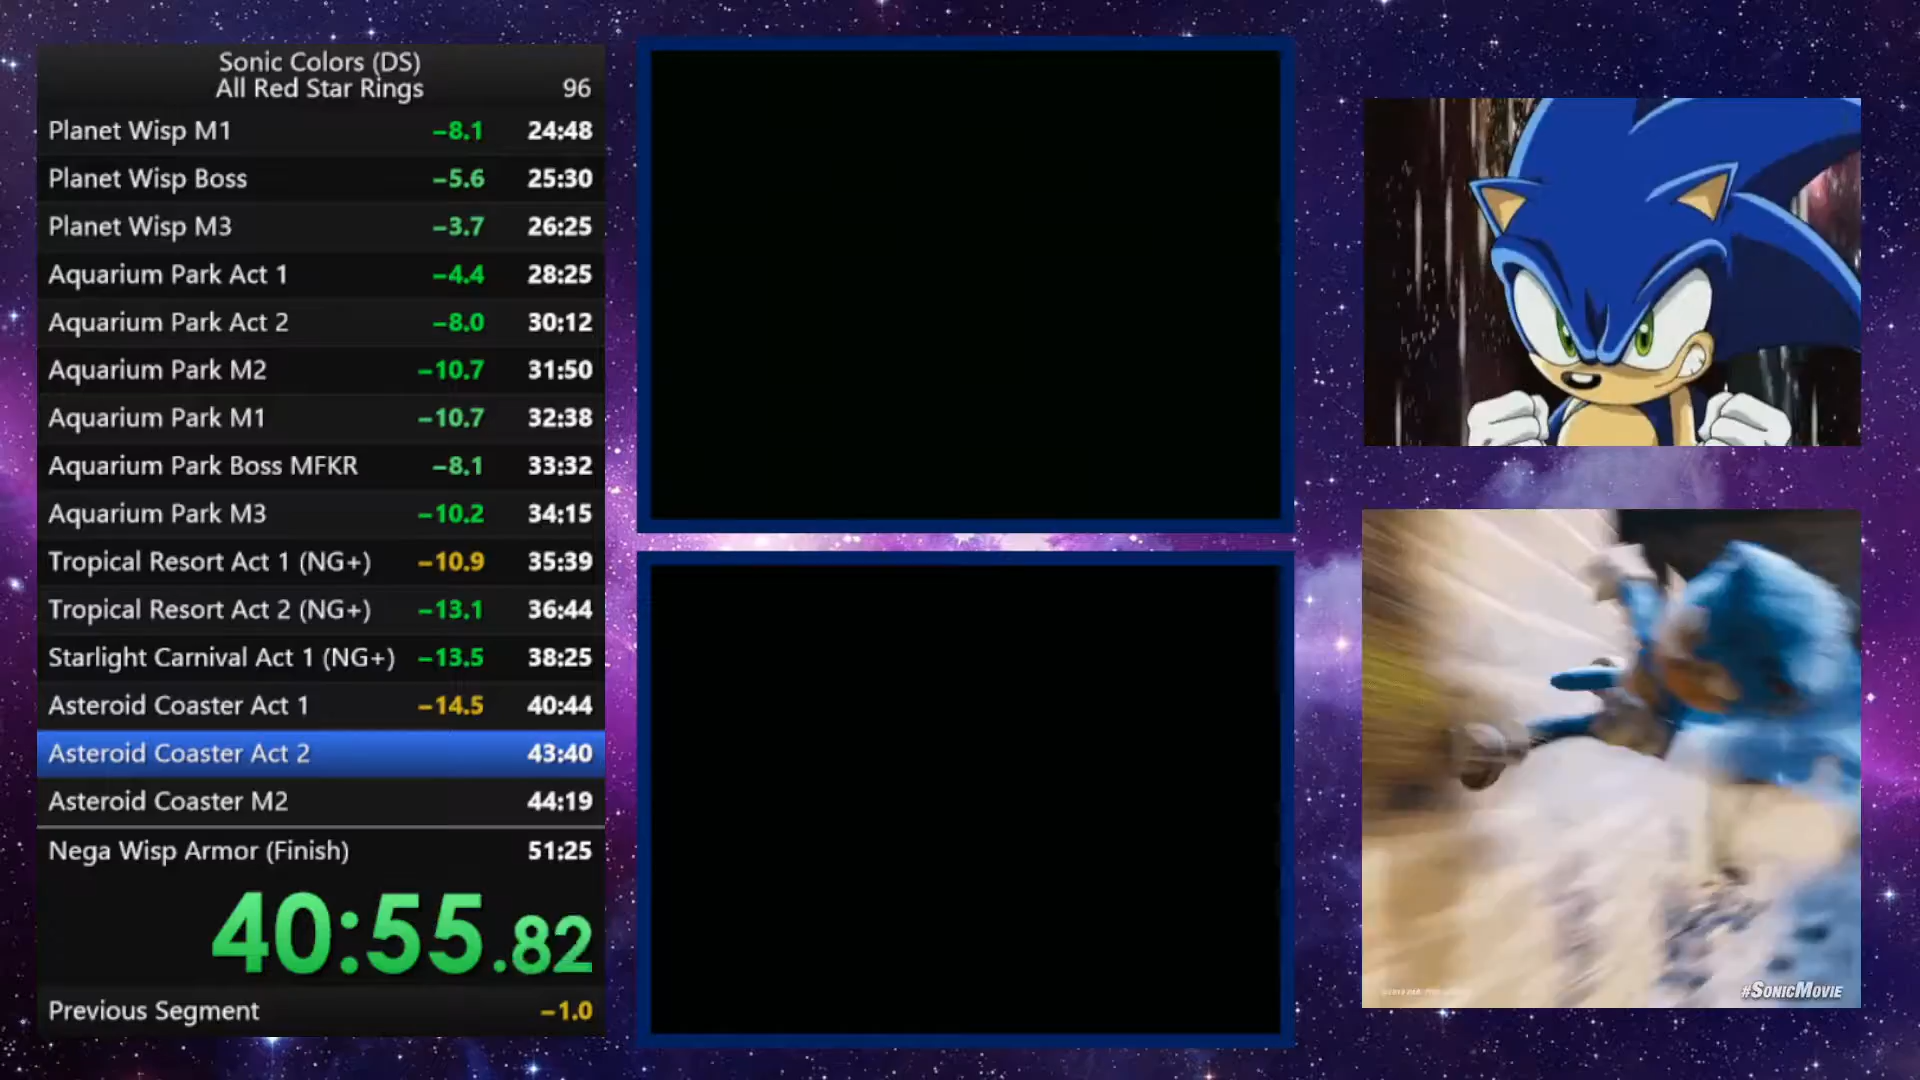 Sonic Colors (DS)
All Red Star Rings 96
Planet Wisp M1 −8.1 24:48
Planet Wisp Boss −5.6 25:30
Planet Wisp M3 −3.7 26:25
Aquarium Park Act 1 −4.4 28:25
Aquarium Park Act 2 −8.0 30:12
Aquarium Park M2 −10.7 31:50
Aquarium Park M1 −10.7 32:38
Aquarium Park Boss MFKR −8.1 33:32
Aquarium Park M3 −10.2 34:15
Tropical Resort Act 1 (NG+) −10.9 35:39
Tropical Resort Act 2 (NG+) −13.1 36:44
Starlight Carnival Act 1 (NG+) −13.5 38:25
Asteroid Coaster Act 1 −14.5 40:44
Asteroid Coaster Act 2 43:40
Asteroid Coaster M2 44:19
Nega Wisp Armor (Finish) 51:25
40:55.82
Previous Segment −1.0
#SONICMOVIE